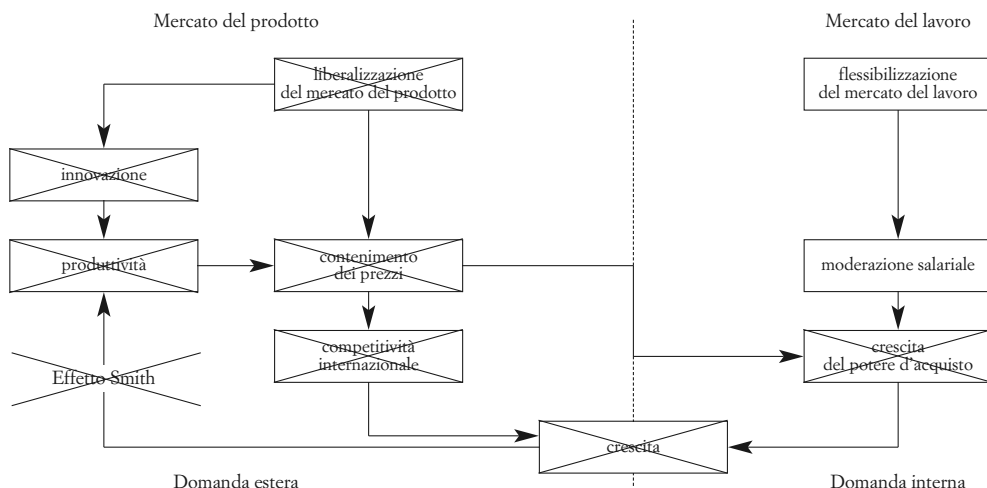 Mercato del prodotto
Mercato del lavoro
liberalizzazione
del mercato del prodotto
flessibilizzazione
del mercato del lavoro
innovazione
produttività
contenimento
dei prezzi
moderazione salariale
competitività
internazionale
crescita
del potere d’acquisto
Effetto Smith
crescita
Domanda estera
Domanda interna